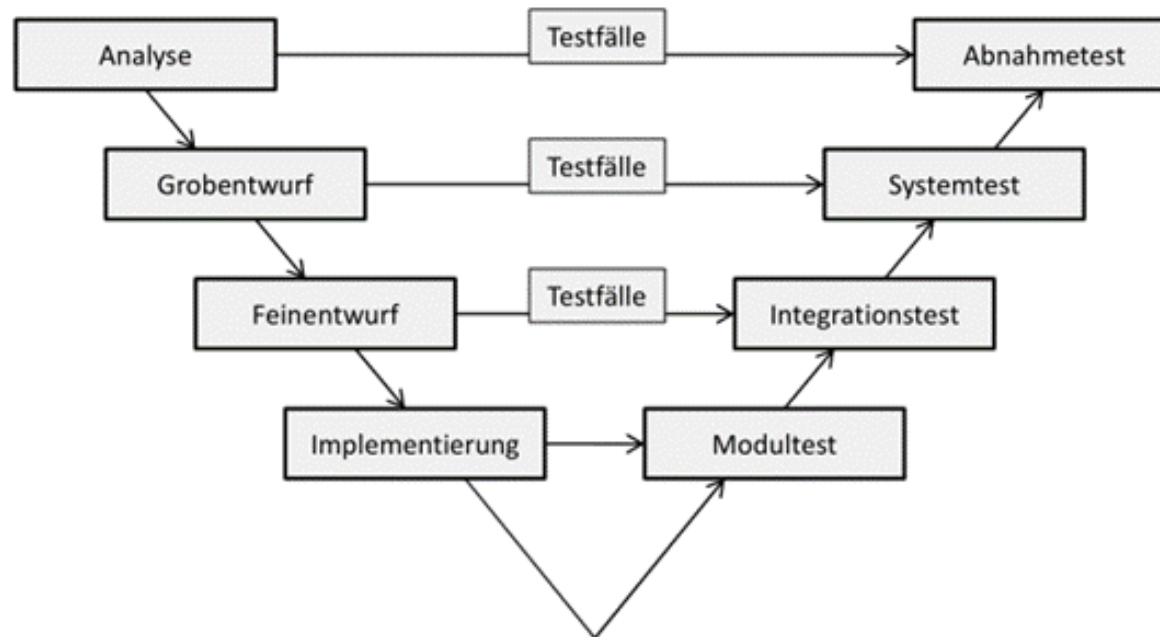 Analyse
Testfälle
Abnahmetest
Grobentwurf
Testfälle
Systemtest
Feinentwurf
Testfälle
Integrationstest
Implementierung
Modultest